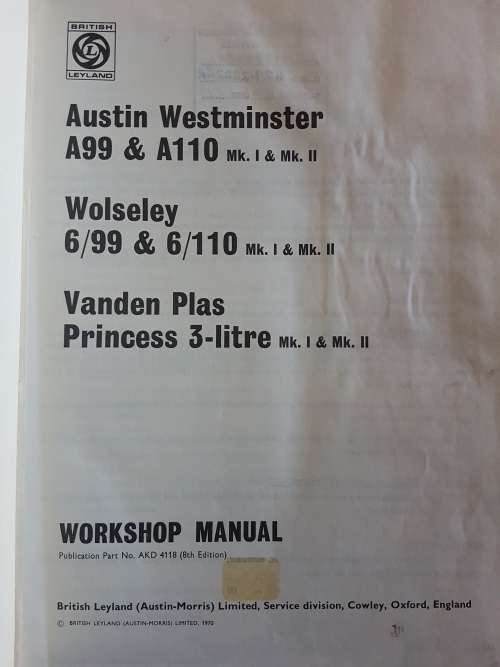 BRITISH
L
LEYLAND
Austin Westminster
A99 & A110 Mk. I & Mk. II
Wolseley
6/99 & 6/110 Mk. I & Mk. II
Vanden Plas
Princess 3-litre Mk. I & Mk. II
WORKSHOP MANUAL
Publication Part No. AKD 4118 (8th Edition)
British Leyland (Austin-Morris) Limited, Service division, Cowley, Oxford, England
© BRITISH LEYLAND (AUSTIN-MORRIS) LIMITED, 1970